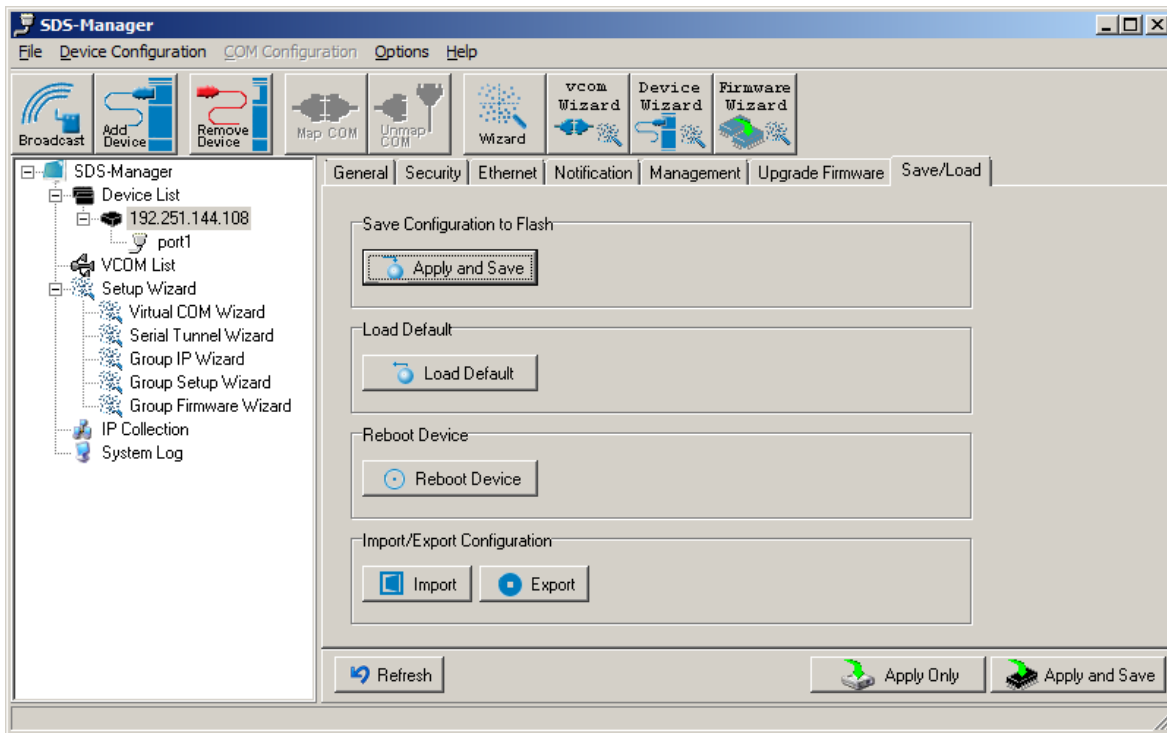 SDS-Manager
File Device Configuration COM Configuration Options Help
Broadcast
Add
Device
Remove
Device
Map COM
Unmap
COM
Wizard
vcom
Wizard
Device
Wizard
Firmware
Wizard
SDS-Manager
Device List
192.251.144.108
port1
VCOM List
Setup Wizard
Virtual COM Wizard
Serial Tunnel Wizard
Group IP Wizard
Group Setup Wizard
Group Firmware Wizard
IP Collection
System Log
General Security Ethernet Notification Management Upgrade Firmware Save/Load
Save Configuration to Flash
Apply and Save
Load Default
Load Default
Reboot Device
Reboot Device
Import/Export Configuration
Import Export
Refresh Apply Only Apply and Save